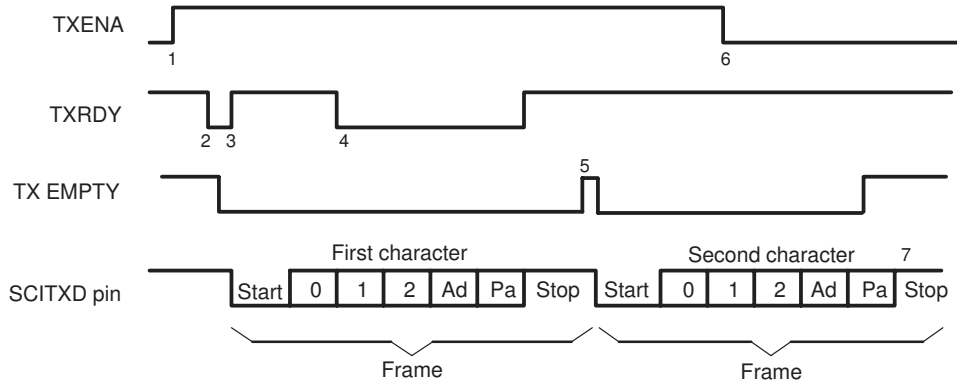 TXENA
1
6
TXRDY
2
3
4
TX EMPTY
5
First character
Second character
7
SCITXD pin
Start 0 1 2 Ad Pa Stop Start 0 1 2 Ad Pa Stop
Frame
Frame